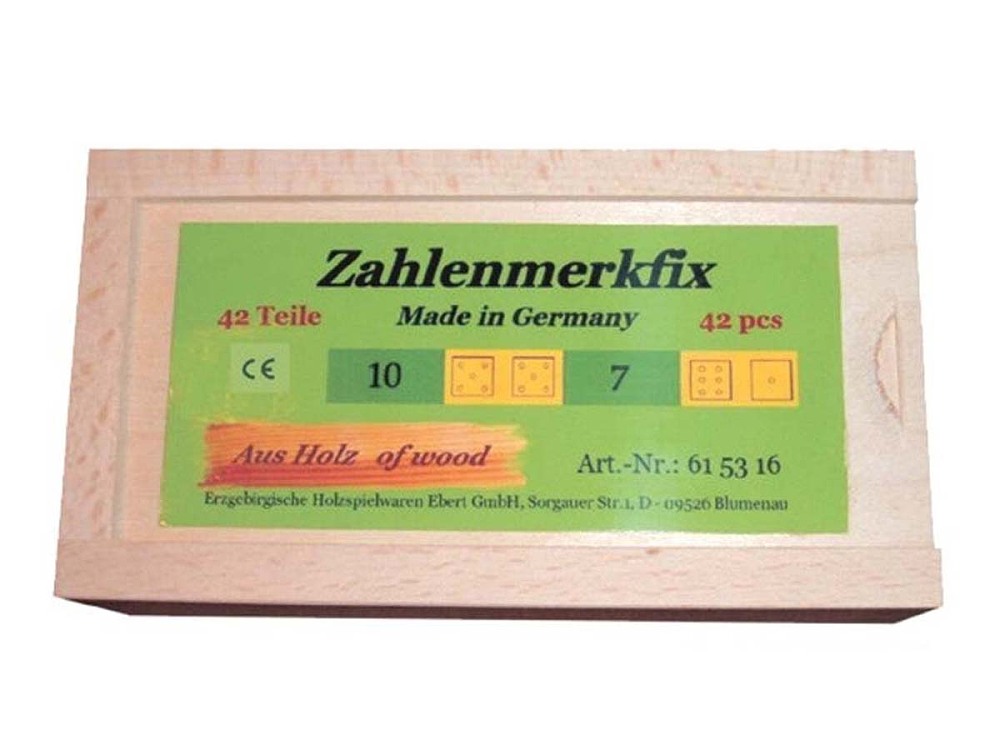 Zahlenmerkfix
42 Teile Made in Germany 42 pcs
CE 10 7
Aus Holz of wood
Art.-Nr.: 61 53 16
Erzgebirgische Holzspielwaren Ebert GmbH, Sorgauer Str.1, D - 09526 Blumenau